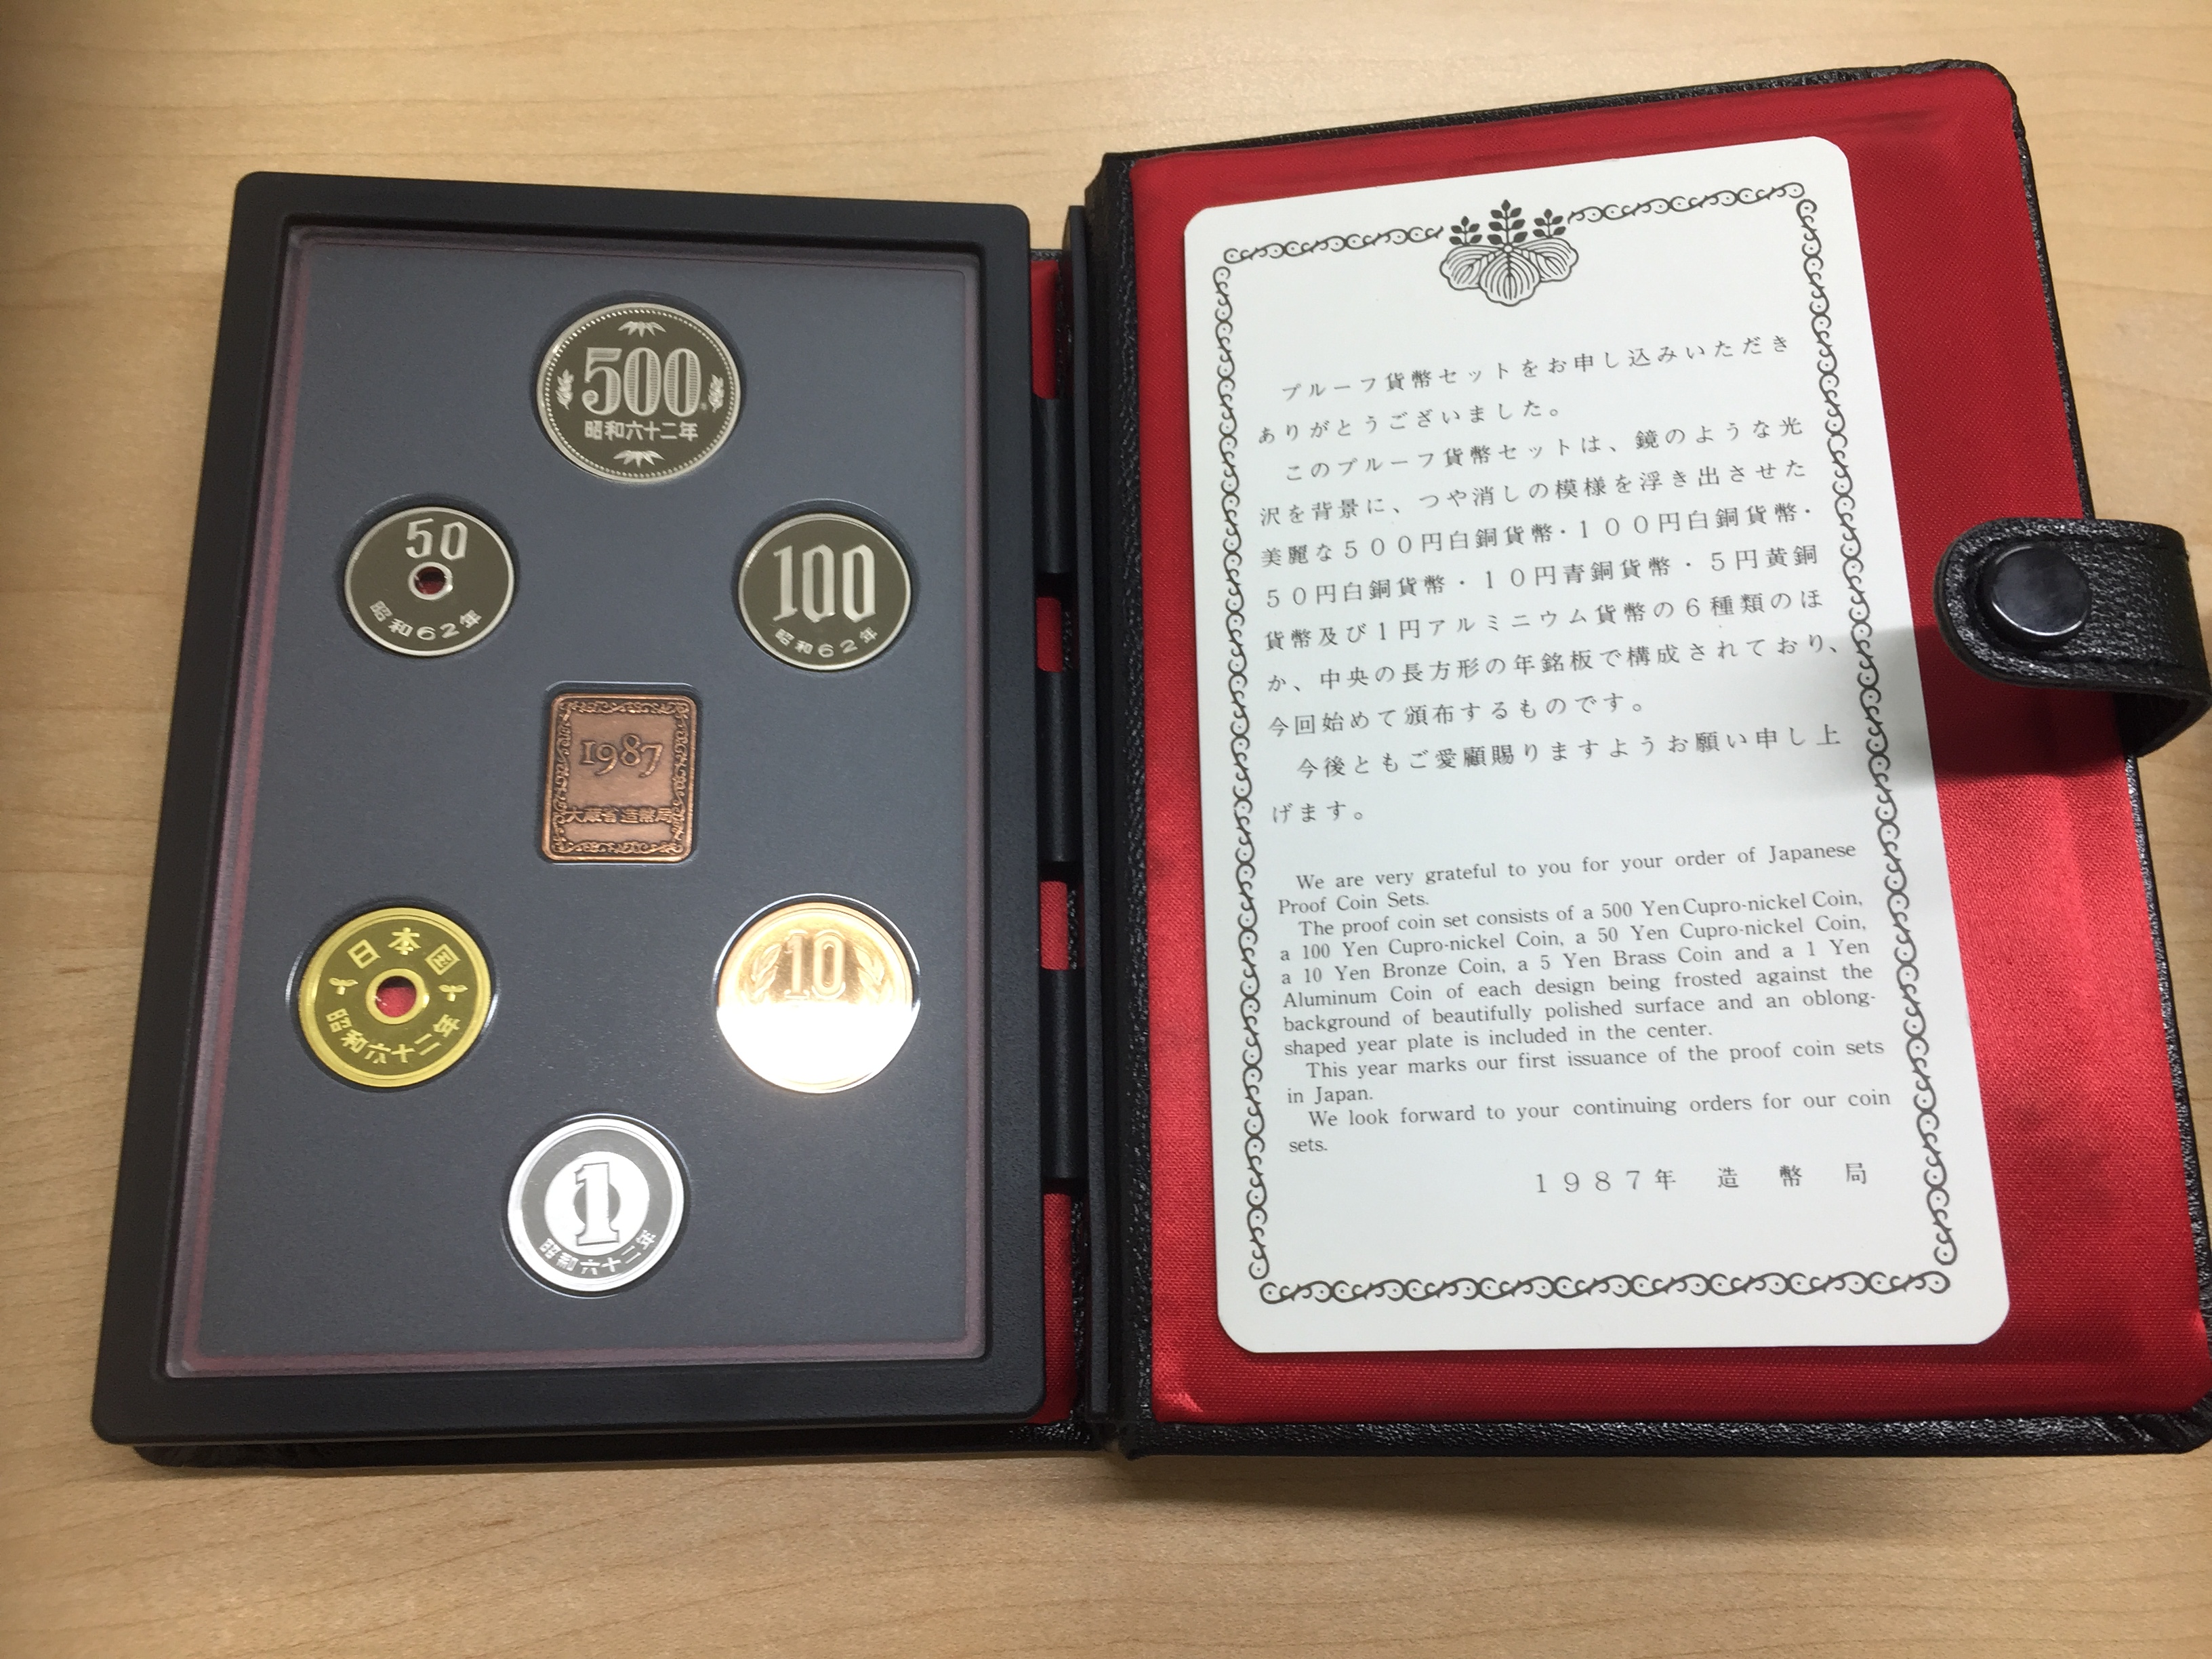 500
昭和六十二年
50
昭和62年
100
昭和62年
1987
大蔵省造幣局
日本国
昭和六十二年
10
1
昭和六十二年
プルーフ貨幣セットをお申し込みいただき
ありがとうございました。
このプルーフ貨幣セットは、鏡のような光
沢を背景に、つや消しの模様を浮き出させた
美麗な500円白銅貨幣・100円白銅貨幣・
50円白銅貨幣・10円青銅貨幣・5円黄銅
貨幣及び1円アルミニウム貨幣の6種類のほ
か、中央の長方形の年銘板で構成されており、
今回始めて頒布するものです。
今後ともご愛顧賜りますようお願い申し上
げます。
We are very grateful to you for your order of Japanese
Proof Coin Sets.
The proof coin set consists of a 500 Yen Cupro-nickel Coin,
a 100 Yen Cupro-nickel Coin, a 50 Yen Cupro-nickel Coin,
a 10 Yen Bronze Coin, a 5 Yen Brass Coin and a 1 Yen
Aluminum Coin of each design being frosted against the
background of beautifully polished surface and an oblong-
shaped year plate is included in the center.
This year marks our first issuance of the proof coin sets
in Japan.
We look forward to your continuing orders for our coin
sets.
1987年 造幣局